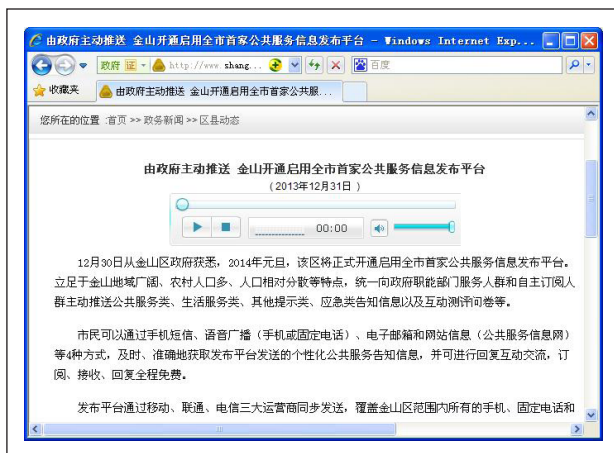 由政府主动推送 金山开通启用全市首家公共服务信息发布平台 - Windows Internet Exp...
政府 证 http://www.shang... 百度
收藏夹 由政府主动推送 金山开通启用全市首家公共服...
您所在的位置 :首页 >> 政务新闻 >> 区县动态
由政府主动推送 金山开通启用全市首家公共服务信息发布平台
(2013年12月31日 )
00:00
12月30日从金山区政府获悉，2014年元旦，该区将正式开通启用全市首家公共服务信息发布平台。
立足于金山地域广阔、农村人口多、人口相对分散等特点，统一向政府职能部门服务人群和自主订阅人
群主动推送公共服务类、生活服务类、其他提示类、应急类告知信息以及互动测评问卷等。
市民可以通过手机短信、语音广播（手机或固定电话）、电子邮箱和网站信息（公共服务信息网）
等4种方式，及时、准确地获取发布平台发送的个性化公共服务告知信息，并可进行回复互动交流，订
阅、接收、回复全程免费。
发布平台通过移动、联通、电信三大运营商同步发送，覆盖金山区范围内所有的手机、固定电话和